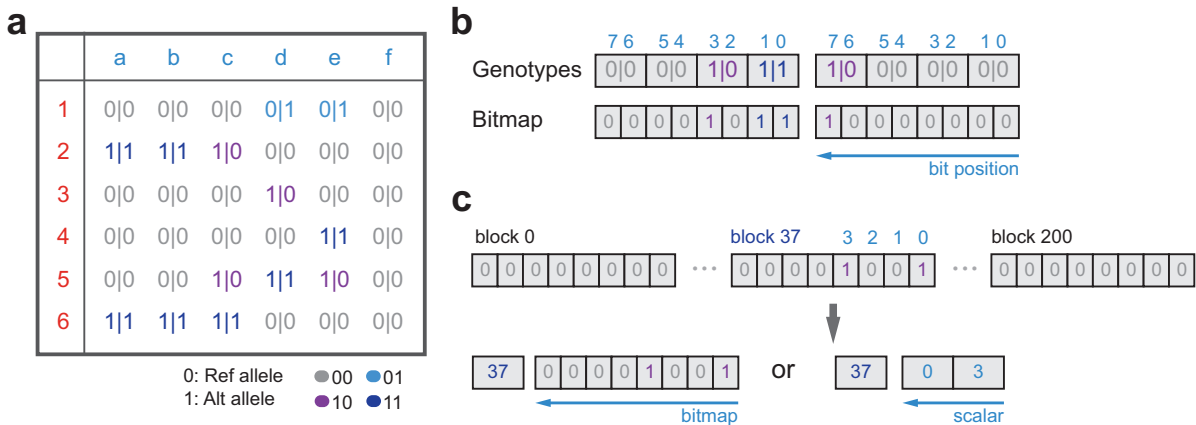 a
a b c d e f
1 0|0 0|0 0|0 0|1 0|1 0|0
2 1|1 1|1 1|0 0|0 0|0 0|0
3 0|0 0|0 0|0 1|0 0|0 0|0
4 0|0 0|0 0|0 0|0 1|1 0|0
5 0|0 0|0 1|0 1|1 1|0 0|0
6 1|1 1|1 1|1 0|0 0|0 0|0
0: Ref allele 00 01
1: Alt allele 10 11
b
7 6 5 4 3 2 1 0 7 6 5 4 3 2 1 0
Genotypes 0|0 0|0 1|0 1|1 1|0 0|0 0|0 0|0
Bitmap 0 0 0 0 1 0 1 1 1 0 0 0 0 0 0 0
bit position
c
block 0 block 37 3 2 1 0 block 200
0 0 0 0 0 0 0 0 ... 0 0 0 0 1 0 0 1 ... 0 0 0 0 0 0 0 0
37 0 0 0 0 1 0 0 1 or 37 0 3
bitmap scalar